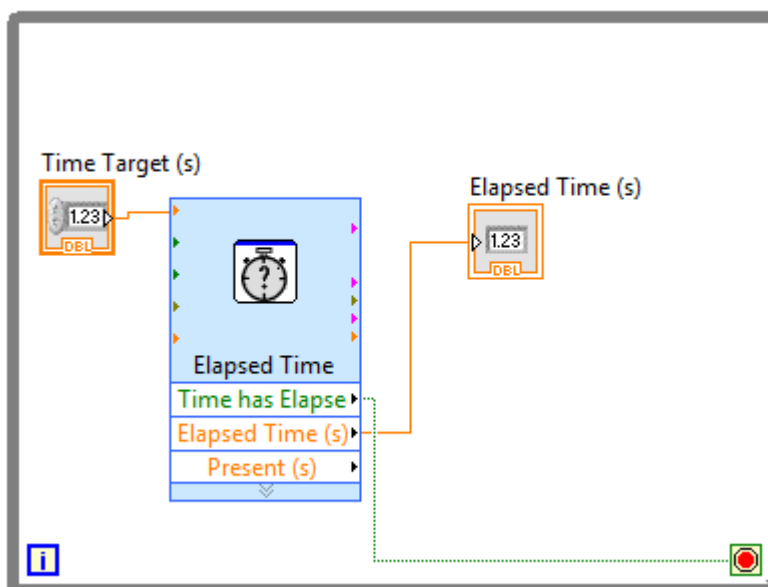 Time Target (s)
1.23
DBL
Elapsed Time (s)
1.23
DBL
?
Elapsed Time
Time has Elapse
Elapsed Time (s)
Present (s)
i